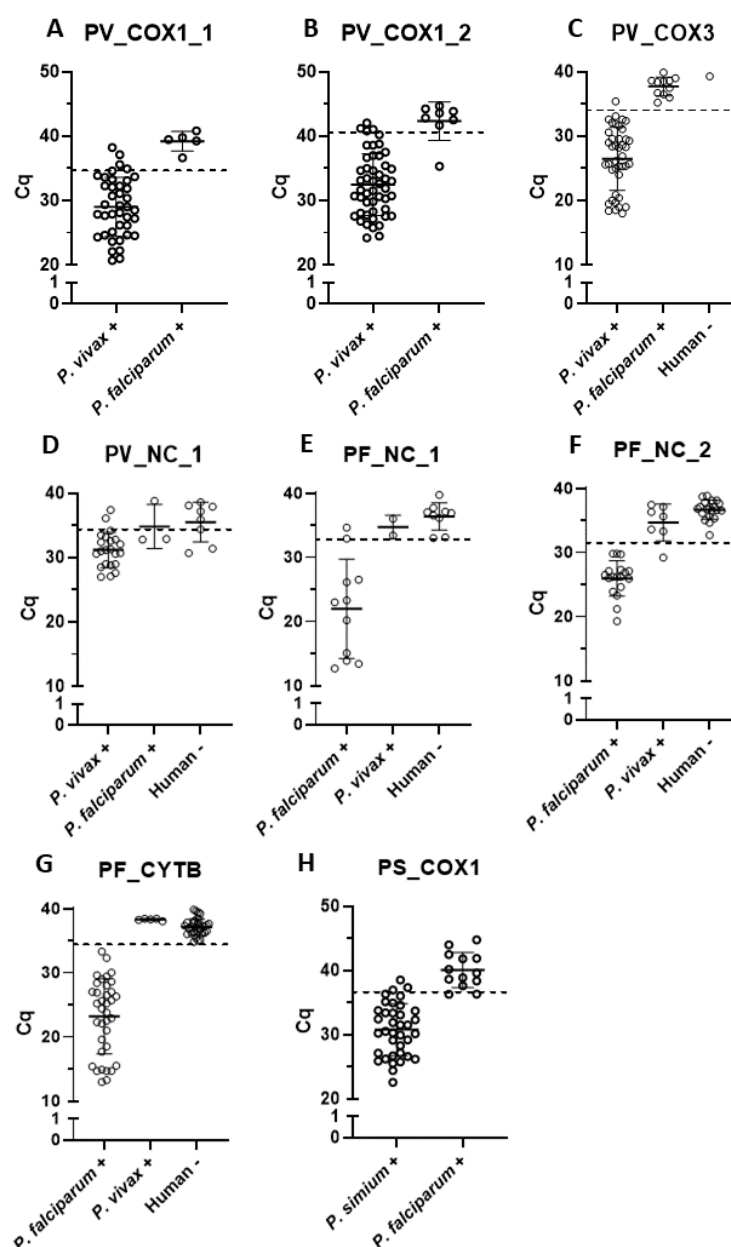 A PV_COX1_1
50
40
30
20
1
0
Cq
P. vivax +
P. falciparum +
B PV_COX1_2
50
40
30
20
1
0
Cq
P. vivax +
P. falciparum +
C PV_COX3
40
30
20
10
1
0
Cq
P. vivax +
P. falciparum +
Human -
D PV_NC_1
40
30
20
10
1
0
Cq
P. vivax +
P. falciparum +
Human -
E PF_NC_1
40
30
20
10
1
0
Cq
P. falciparum +
P. vivax +
Human -
F PF_NC_2
40
30
20
10
1
0
Cq
P. falciparum +
P. vivax +
Human -
G PF_CYTB
40
30
20
10
1
0
Cq
P. falciparum +
P. vivax +
Human -
H PS_COX1
50
40
30
20
1
0
Cq
P. simium +
P. falciparum +